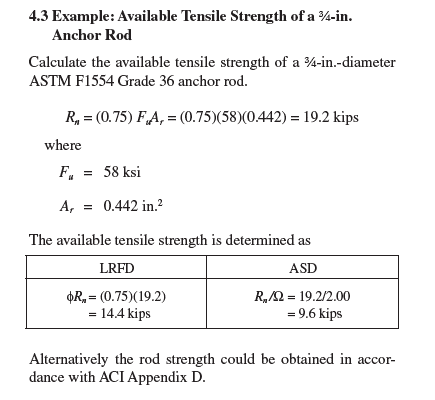 4.3 Example: Available Tensile Strength of a ¾-in.
Anchor Rod
Calculate the available tensile strength of a ¾-in.-diameter
ASTM F1554 Grade 36 anchor rod.
Rₙ = (0.75) FᵤAᵣ = (0.75)(58)(0.442) = 19.2 kips
where
Fᵤ = 58 ksi
Aᵣ = 0.442 in.²
The available tensile strength is determined as
LRFD
ϕRₙ = (0.75)(19.2)
= 14.4 kips
ASD
Rₙ/Ω = 19.2/2.00
= 9.6 kips
Alternatively the rod strength could be obtained in accor-
dance with ACI Appendix D.